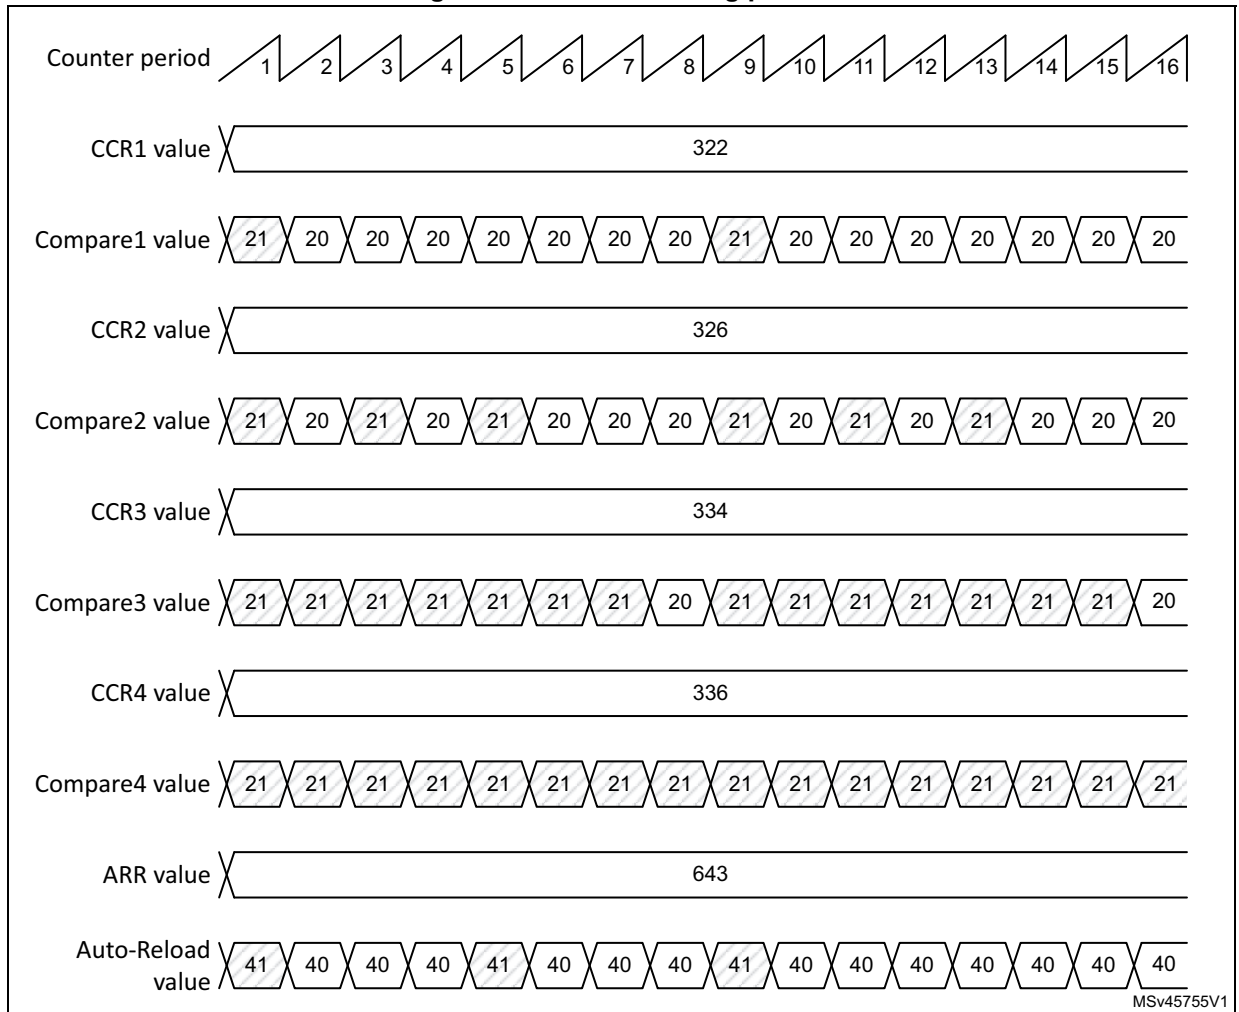 Counter period 1 2 3 4 5 6 7 8 9 10 11 12 13 14 15 16
CCR1 value 322
Compare1 value 21 20 20 20 20 20 20 20 21 20 20 20 20 20 20 20
CCR2 value 326
Compare2 value 21 20 21 20 21 20 20 20 21 20 21 20 21 20 20 20
CCR3 value 334
Compare3 value 21 21 21 21 21 21 21 20 21 21 21 21 21 21 21 20
CCR4 value 336
Compare4 value 21 21 21 21 21 21 21 21 21 21 21 21 21 21 21 21
ARR value 643
Auto-Reload
value 41 40 40 40 41 40 40 40 41 40 40 40 40 40 40 40
MSv45755V1